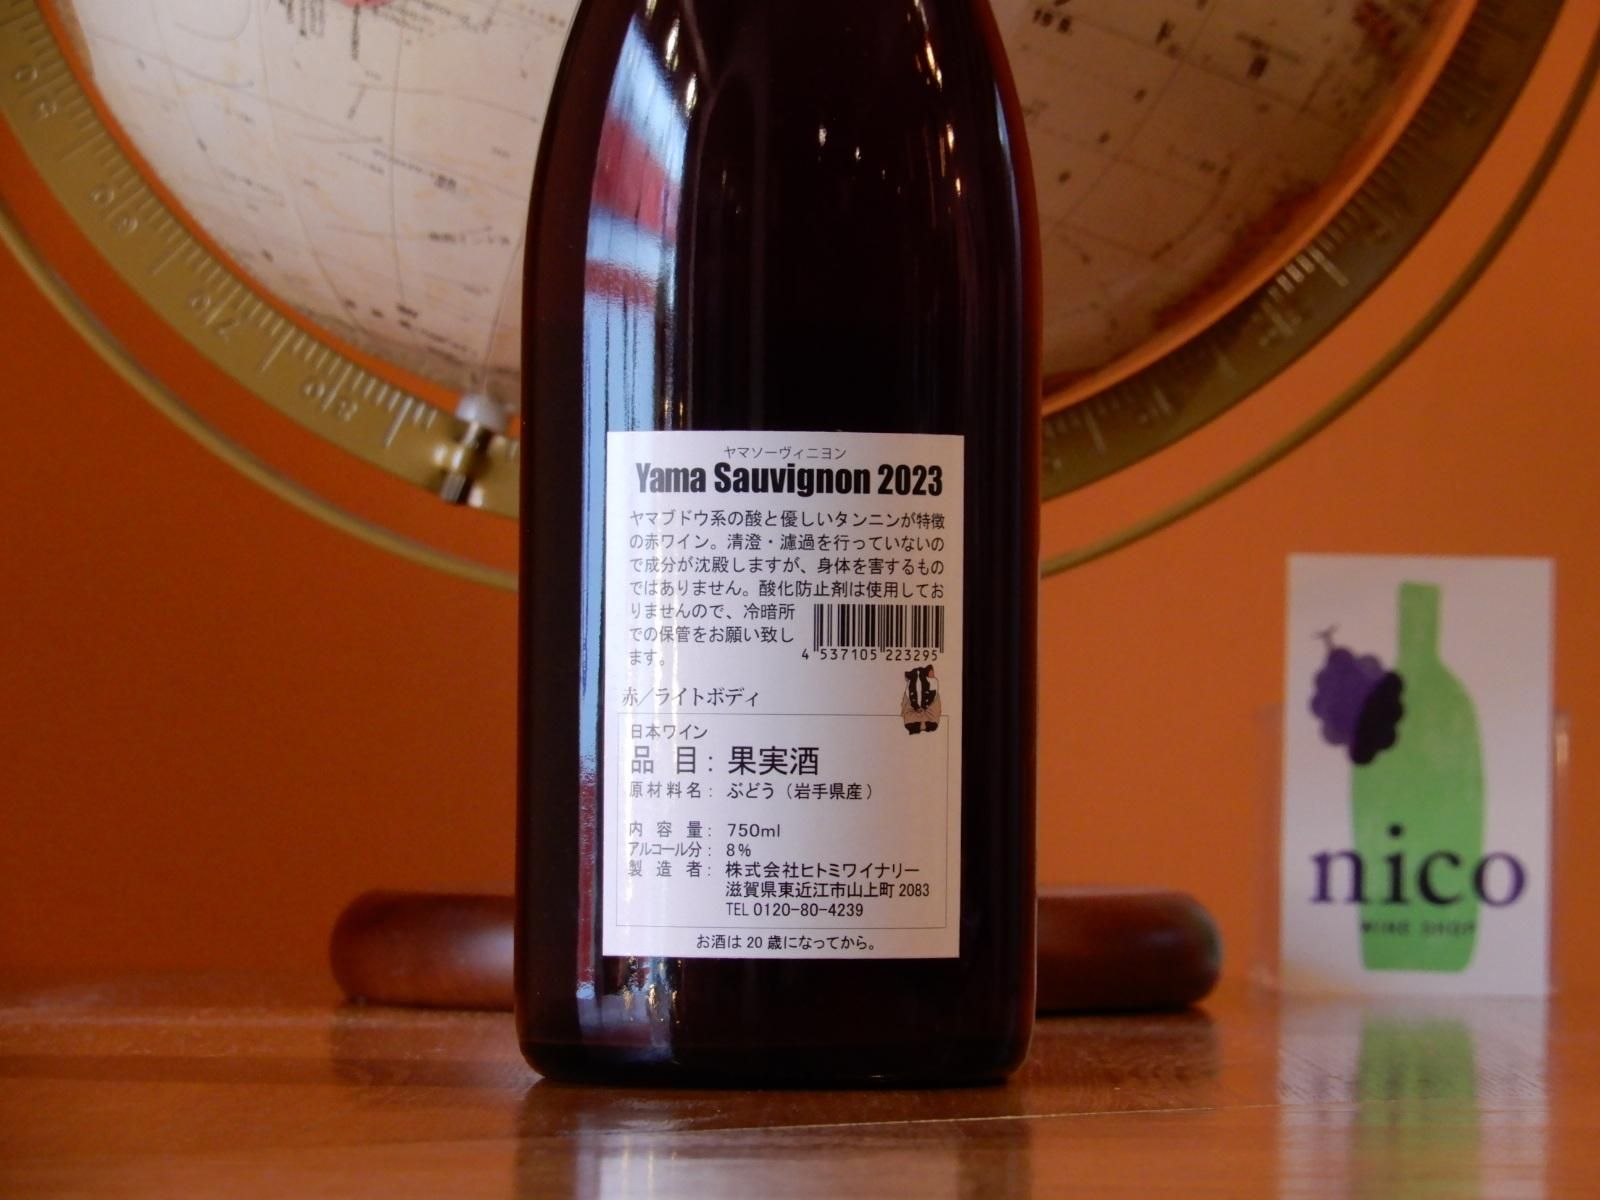 ヤマソーヴィニヨン
Yama Sauvignon 2023
ヤマブドウ系の酸と優しいタンニンが特徴
の赤ワイン。清澄・濾過を行っていないの
で成分が沈殿しますが、身体を害するもの
ではありません。酸化防止剤は使用してお
りませんので、冷暗所
での保管をお願い致し
ます。
4 537105 223295
赤/ライトボディ
日本ワイン
品 目: 果実酒
原材料名: ぶどう(岩手県産)
内 容 量: 750ml
アルコール分: 8%
製 造 者: 株式会社ヒトミワイナリー
滋賀県東近江市山上町2083
TEL 0120-80-4239
お酒は20歳になってから。
nico
WINE SHOP